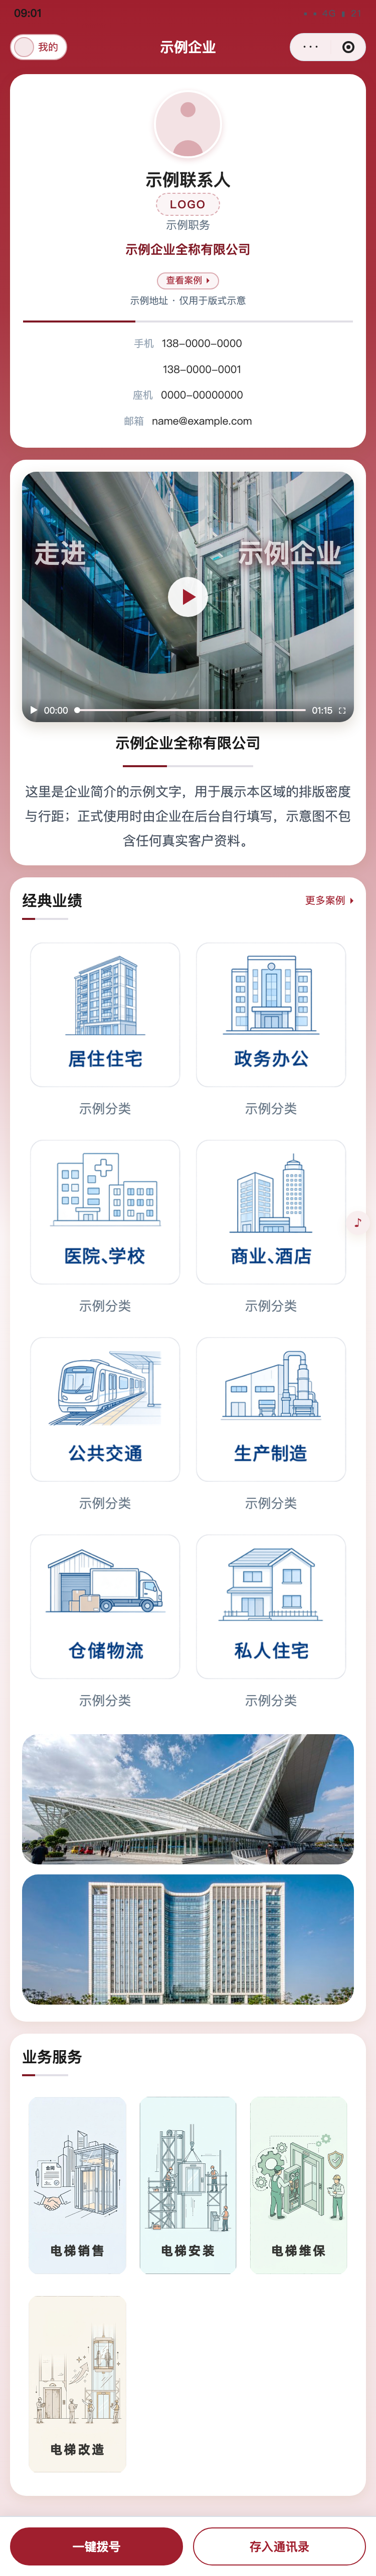 09:01
我的
示例企业
示例联系人
LOGO
示例职务
示例企业全称有限公司
查看案例
示例地址 · 仅用于版式示意
手机 138-0000-0000
138-0000-0001
座机 0000-00000000
邮箱 name@example.com
走进 示例企业
00:00 01:15
示例企业全称有限公司
这里是企业简介的示例文字，用于展示本区域的排版密度
与行距；正式使用时由企业在后台自行填写，示意图不包
含任何真实客户资料。
经典业绩 更多案例
居住住宅 政务办公
示例分类 示例分类
医院、学校 商业、酒店
示例分类 示例分类
公共交通 生产制造
示例分类 示例分类
仓储物流 私人住宅
示例分类 示例分类
业务服务
合同
电梯销售 电梯安装 电梯维保
电梯改造
一键拨号 存入通讯录